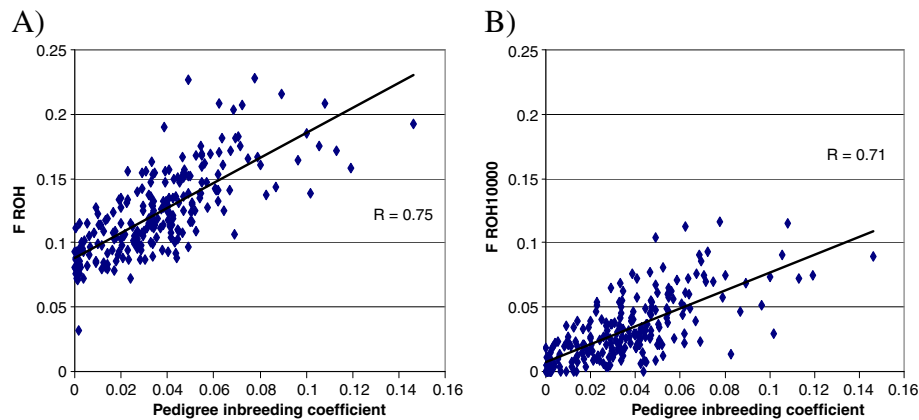 A)
0.25
0.2
0.15
0.1
0.05
0
F ROH
R = 0.75
0 0.02 0.04 0.06 0.08 0.1 0.12 0.14 0.16
Pedigree inbreeding coefficient
B)
0.25
0.2
0.15
0.1
0.05
0
F ROH10000
R = 0.71
0 0.02 0.04 0.06 0.08 0.1 0.12 0.14 0.16
Pedigree inbreeding coefficient